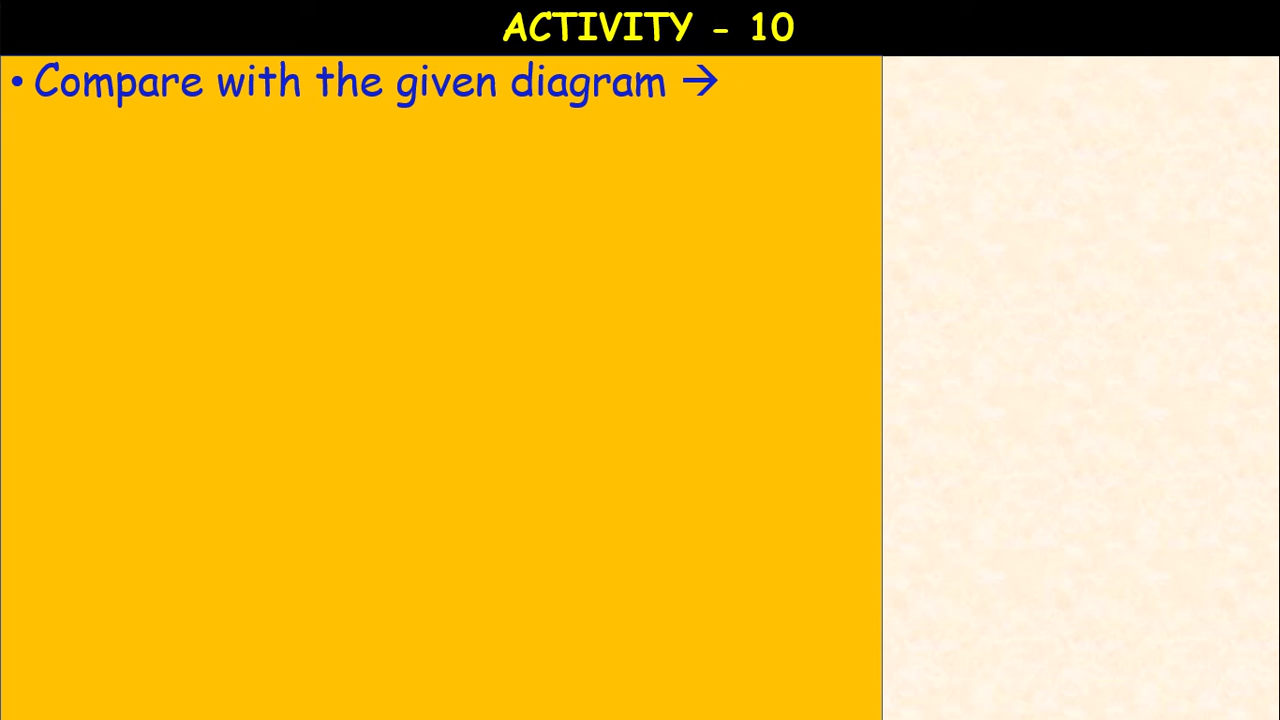 ACTIVITY - 10
• Compare with the given diagram →